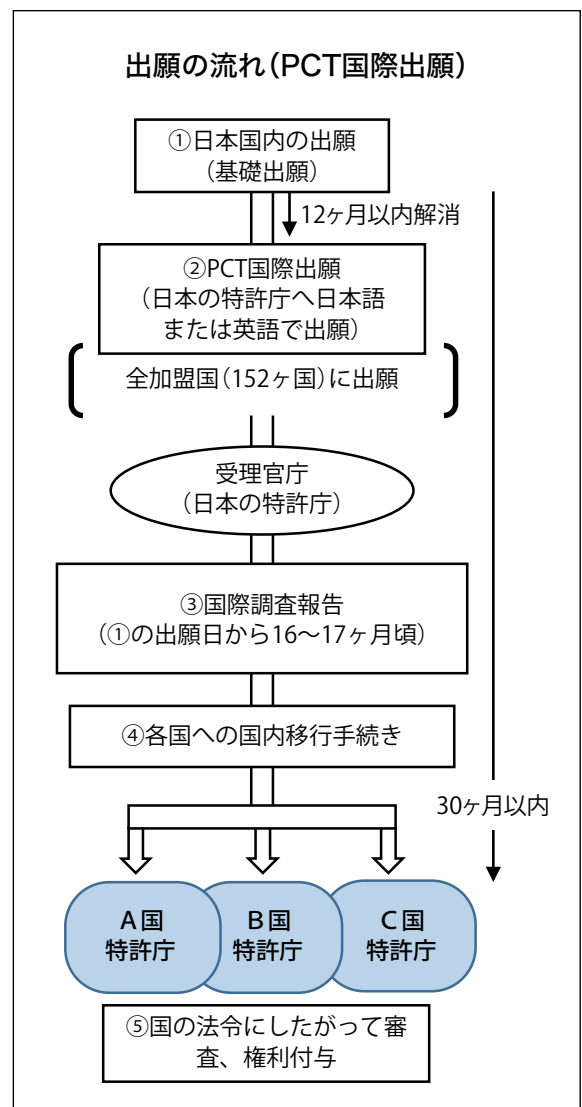 出願の流れ(PCT国際出願)
①日本国内の出願
(基礎出願)
12ヶ月以内解消
②PCT国際出願
(日本の特許庁へ日本語
または英語で出願)
全加盟国(152ヶ国)に出願
受理官庁
(日本の特許庁)
③国際調査報告
(①の出願日から16〜17ヶ月頃)
④各国への国内移行手続き
30ヶ月以内
A国
特許庁
B国
特許庁
C国
特許庁
⑤国の法令にしたがって審
査、権利付与